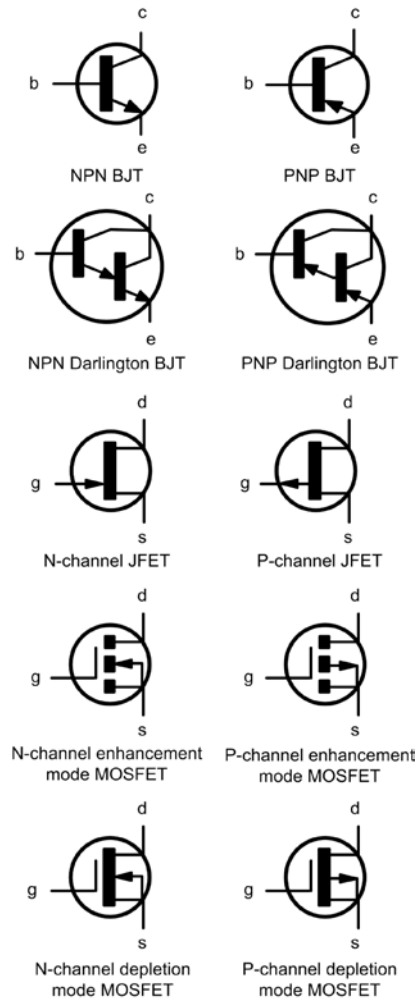 c c
b b
e e
NPN BJT PNP BJT
c c
b b
e e
NPN Darlington BJT PNP Darlington BJT
d d
g g
s s
N-channel JFET P-channel JFET
d d
g g
s s
N-channel enhancement P-channel enhancement
mode MOSFET mode MOSFET
d d
g g
s s
N-channel depletion P-channel depletion
mode MOSFET mode MOSFET